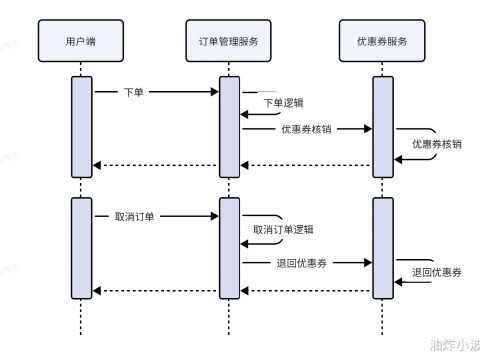 用户端
订单管理服务
优惠券服务
下单
下单逻辑
优惠券核销
优惠券核销
取消订单
取消订单逻辑
退回优惠券
退回优惠券
油炸小波